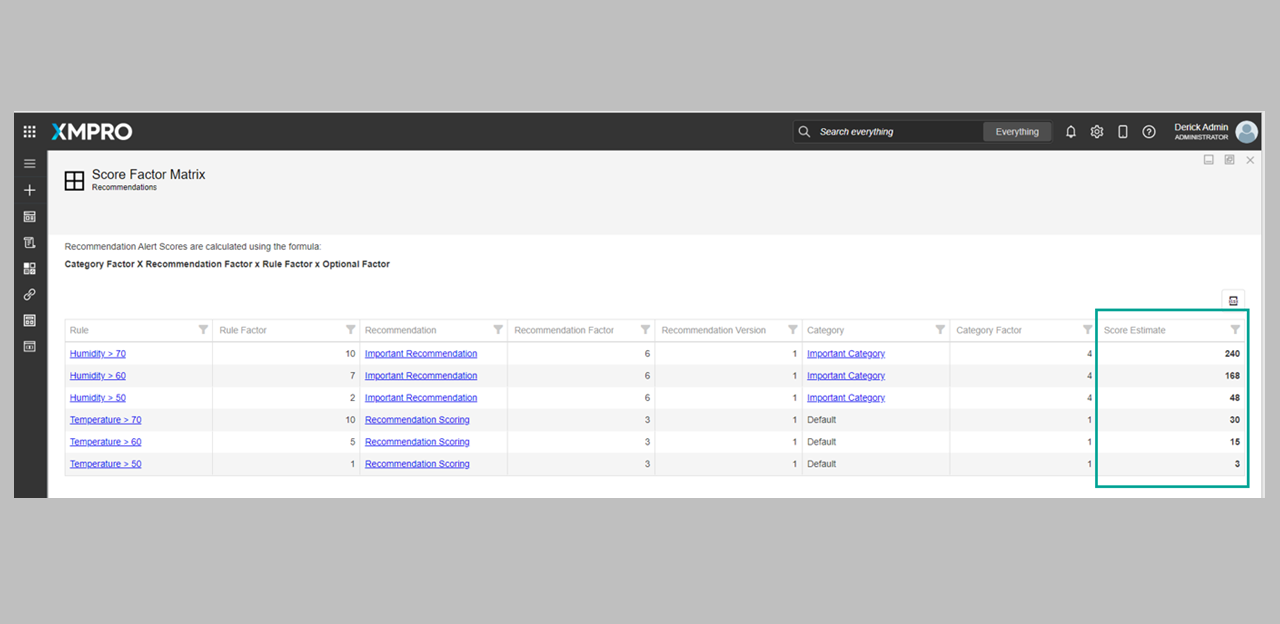 XMPRO
Search everything
Everything
Derick Admin
ADMINISTRATOR
Score Factor Matrix
Recommendations
Recommendation Alert Scores are calculated using the formula:
Category Factor X Recommendation Factor x Rule Factor x Optional Factor
Rule Rule Factor Recommendation Recommendation Factor Recommendation Version Category Category Factor Score Estimate
Humidity > 70 10 Important Recommendation 6 1 Important Category 4 240
Humidity > 60 7 Important Recommendation 6 1 Important Category 4 168
Humidity > 50 2 Important Recommendation 6 1 Important Category 4 48
Temperature > 70 10 Recommendation Scoring 3 1 Default 1 30
Temperature > 60 5 Recommendation Scoring 3 1 Default 1 15
Temperature > 50 1 Recommendation Scoring 3 1 Default 1 3